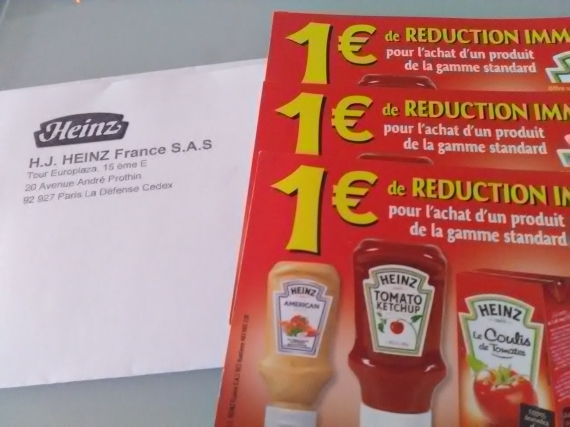 Heinz
H.J. HEINZ France S.A.S
Tour Europlaza, 15 ème E
20 Avenue André Prothin
92 927 Paris La Défense Cedex
1€ de REDUCTION IMM
pour l'achat d'un produit
de la gamme standard
1€ de REDUCTION IMM
pour l'achat d'un produit
de la gamme standard
1€ de REDUCTION IM
pour l'achat d'un produit
de la gamme standard
HEINZ
AMERICAN
HEINZ
TOMATO
KETCHUP
HEINZ
Le Coulis
de Tomates